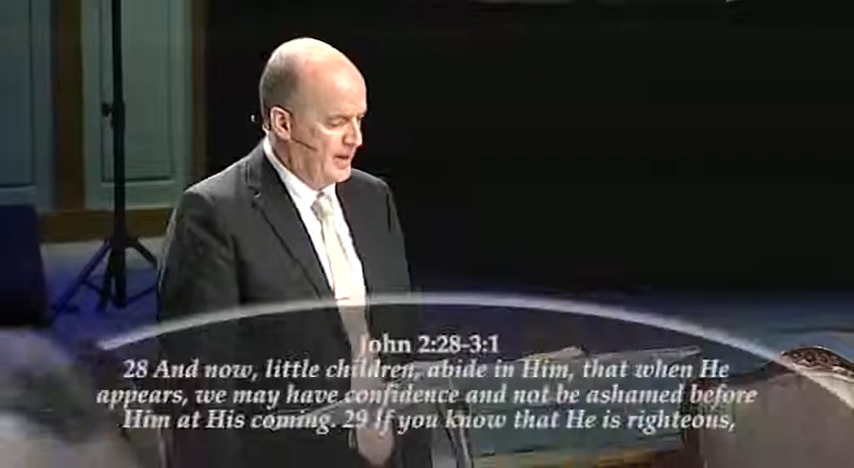 John 2:28-3:1
28 And now, little children, abide in Him, that when He
appears, we may have confidence and not be ashamed before
Him at His coming. 29 If you know that He is righteous,